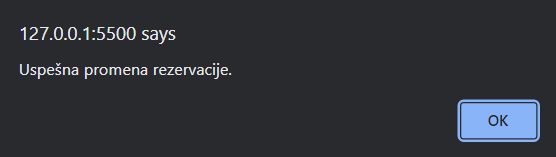 127.0.0.1:5500 says
Uspešna promena rezervacije.
OK